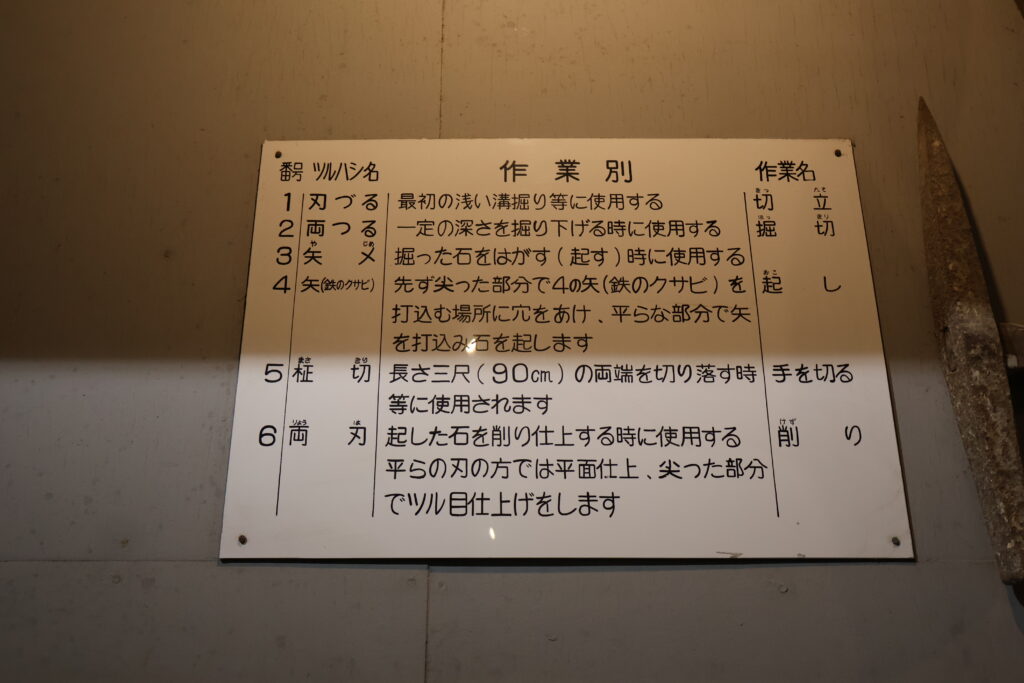 番号 ツルハシ名 作業別 作業名
1 刃づる 最初の浅い溝掘り等に使用する 切立
2 両つる 一定の深さを掘り下げる時に使用する 掘切
3 矢〆 掘った石をはがす(起す)時に使用する
4 矢(鉄のクサビ) 先ず尖った部分で4の矢(鉄のクサビ)を 起し
打込む場所に穴をあけ、平らな部分で矢
を打込み石を起します
5 柾切 長さ三尺(90cm)の両端を切り落す時 手を切る
等に使用されます
6 両刃 起した石を削り仕上する時に使用する 削り
平らの刃の方では平面仕上、尖った部分
でツル目仕上げをします